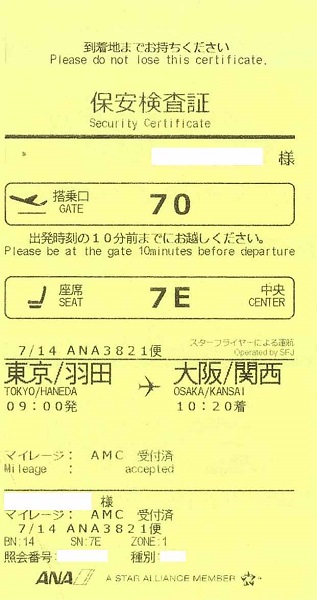 到着地までお持ちください
Please do not lose this certificate.
保安検査証
Security Certificate
様
搭乗口 70
GATE
出発時刻の10分前までにお越しください。
Please be at the gate 10minutes before departure
座席 7E 中央
SEAT CENTER
スターフライヤーによる運航
7/14 ANA3821便 Operated by SFJ
東京/羽田 大阪/関西
TOKYO/HANEDA OSAKA/KANSAI
09:00発 10:20着
マイレージ: AMC 受付済
Mileage : accepted
様
マイレージ: AMC 受付済
7/14 ANA3821便
BN:14 SN:7E ZONE:1
照会番号: 種別:
ANA A STAR ALLIANCE MEMBER